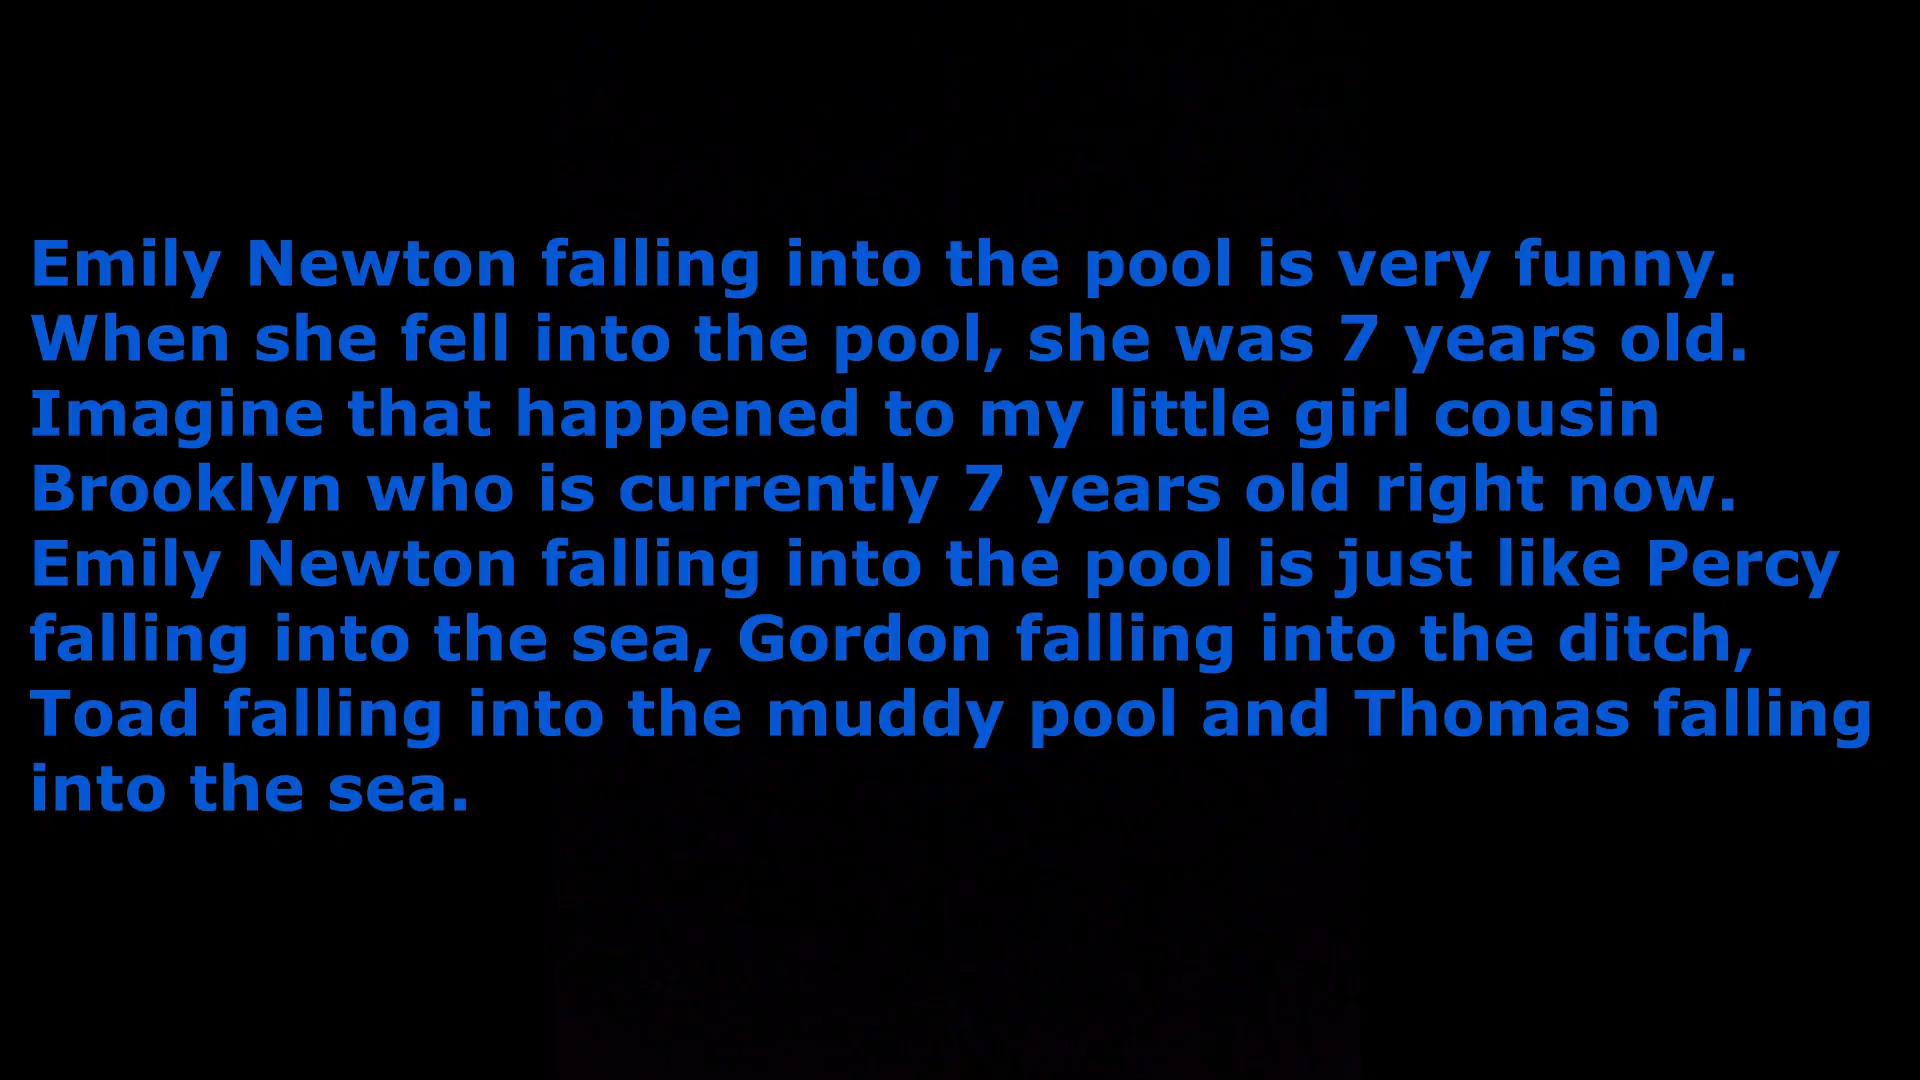 Emily Newton falling into the pool is very funny.
When she fell into the pool, she was 7 years old.
Imagine that happened to my little girl cousin
Brooklyn who is currently 7 years old right now.
Emily Newton falling into the pool is just like Percy
falling into the sea, Gordon falling into the ditch,
Toad falling into the muddy pool and Thomas falling
into the sea.